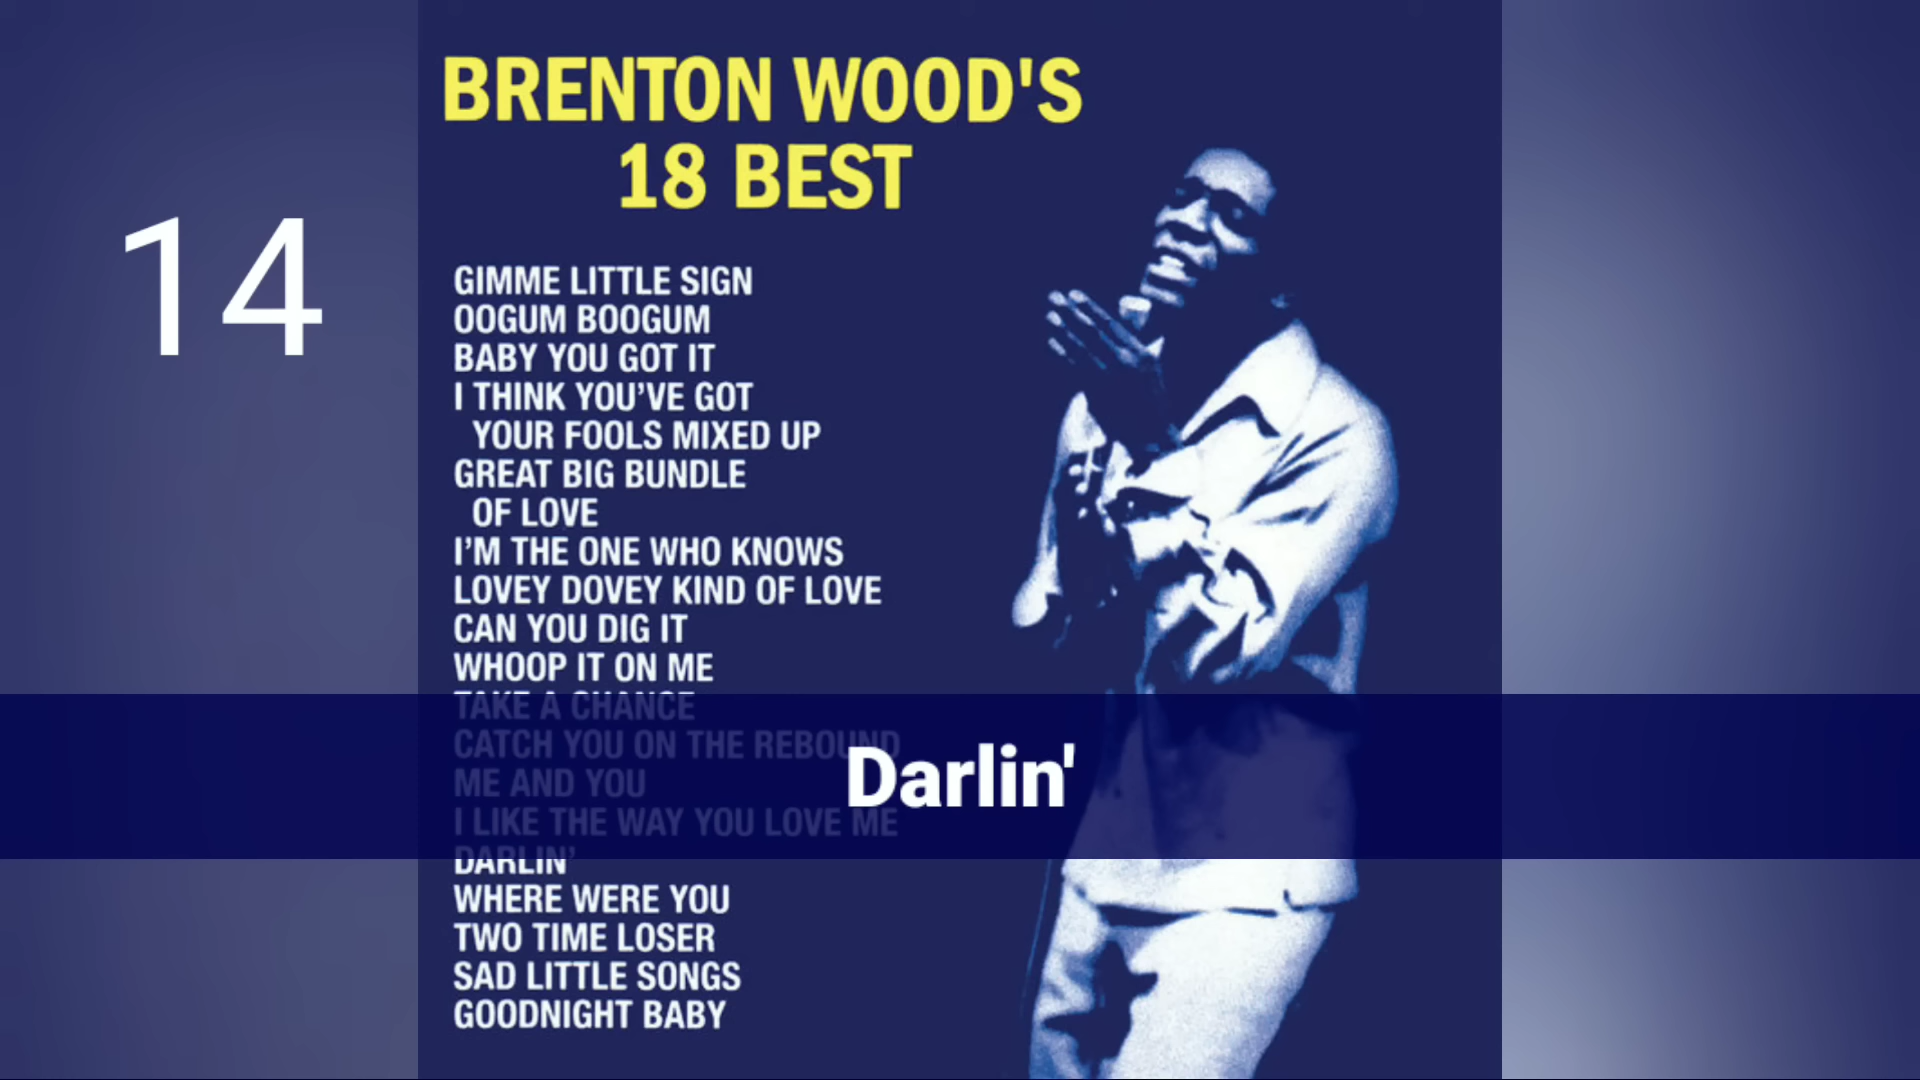 BRENTON WOOD'S
18 BEST
14
GIMME LITTLE SIGN
OOGUM BOOGUM
BABY YOU GOT IT
I THINK YOU’VE GOT
YOUR FOOLS MIXED UP
GREAT BIG BUNDLE
OF LOVE
I’M THE ONE WHO KNOWS
LOVEY DOVEY KIND OF LOVE
CAN YOU DIG IT
WHOOP IT ON ME
TAKE A CHANCE
CATCH YOU ON THE REBOUND
Darlin'
ME AND YOU
I LIKE THE WAY YOU LOVE ME
DARLIN’
WHERE WERE YOU
TWO TIME LOSER
SAD LITTLE SONGS
GOODNIGHT BABY